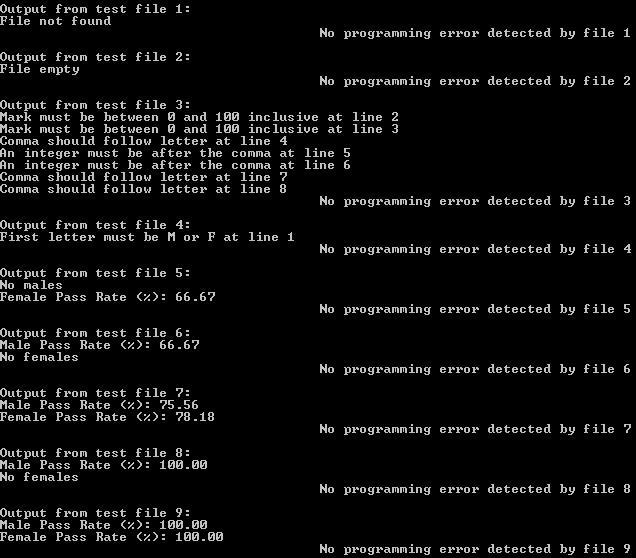 Output from test file 1:
File not found
No programming error detected by file 1
Output from test file 2:
File empty
No programming error detected by file 2
Output from test file 3:
Mark must be between 0 and 100 inclusive at line 2
Mark must be between 0 and 100 inclusive at line 3
Comma should follow letter at line 4
An integer must be after the comma at line 5
An integer must be after the comma at line 6
Comma should follow letter at line 7
Comma should follow letter at line 8
No programming error detected by file 3
Output from test file 4:
First letter must be M or F at line 1
No programming error detected by file 4
Output from test file 5:
No males
Female Pass Rate (%): 66.67
No programming error detected by file 5
Output from test file 6:
Male Pass Rate (%): 66.67
No females
No programming error detected by file 6
Output from test file 7:
Male Pass Rate (%): 75.56
Female Pass Rate (%): 78.18
No programming error detected by file 7
Output from test file 8:
Male Pass Rate (%): 100.00
No females
No programming error detected by file 8
Output from test file 9:
Male Pass Rate (%): 100.00
Female Pass Rate (%): 100.00
No programming error detected by file 9